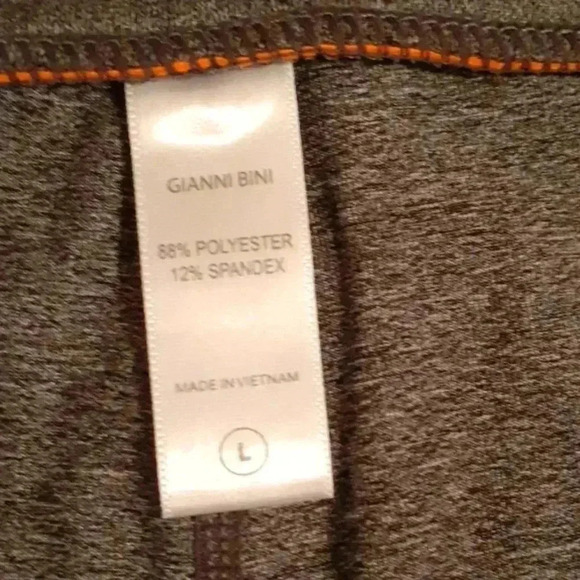 GIANNI BINI
88% POLYESTER
12% SPANDEX
MADE IN VIETNAM
L